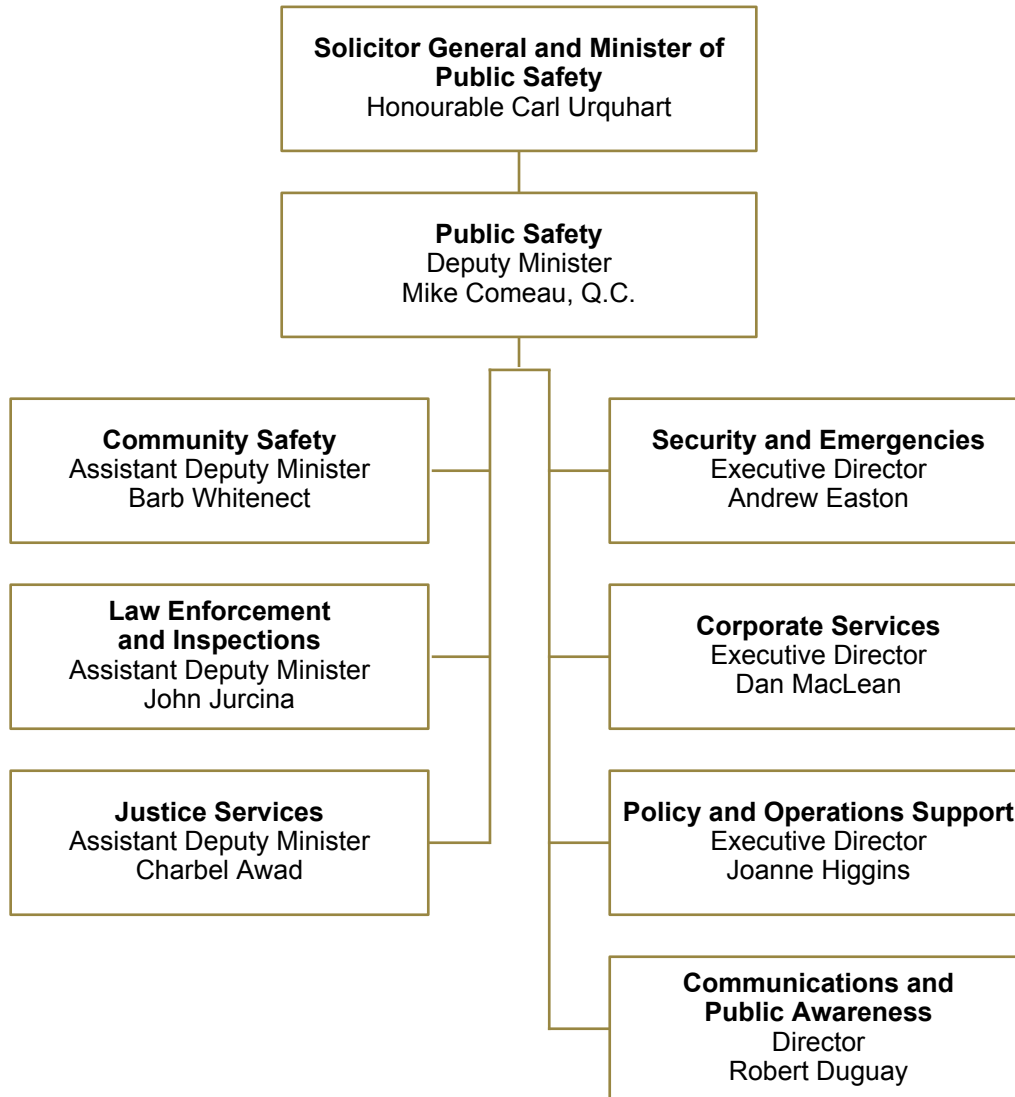 Solicitor General and Minister of
Public Safety
Honourable Carl Urquhart
Public Safety
Deputy Minister
Mike Comeau, Q.C.
Community Safety
Assistant Deputy Minister
Barb Whitenect
Law Enforcement
and Inspections
Assistant Deputy Minister
John Jurcina
Justice Services
Assistant Deputy Minister
Charbel Awad
Security and Emergencies
Executive Director
Andrew Easton
Corporate Services
Executive Director
Dan MacLean
Policy and Operations Support
Executive Director
Joanne Higgins
Communications and
Public Awareness
Director
Robert Duguay